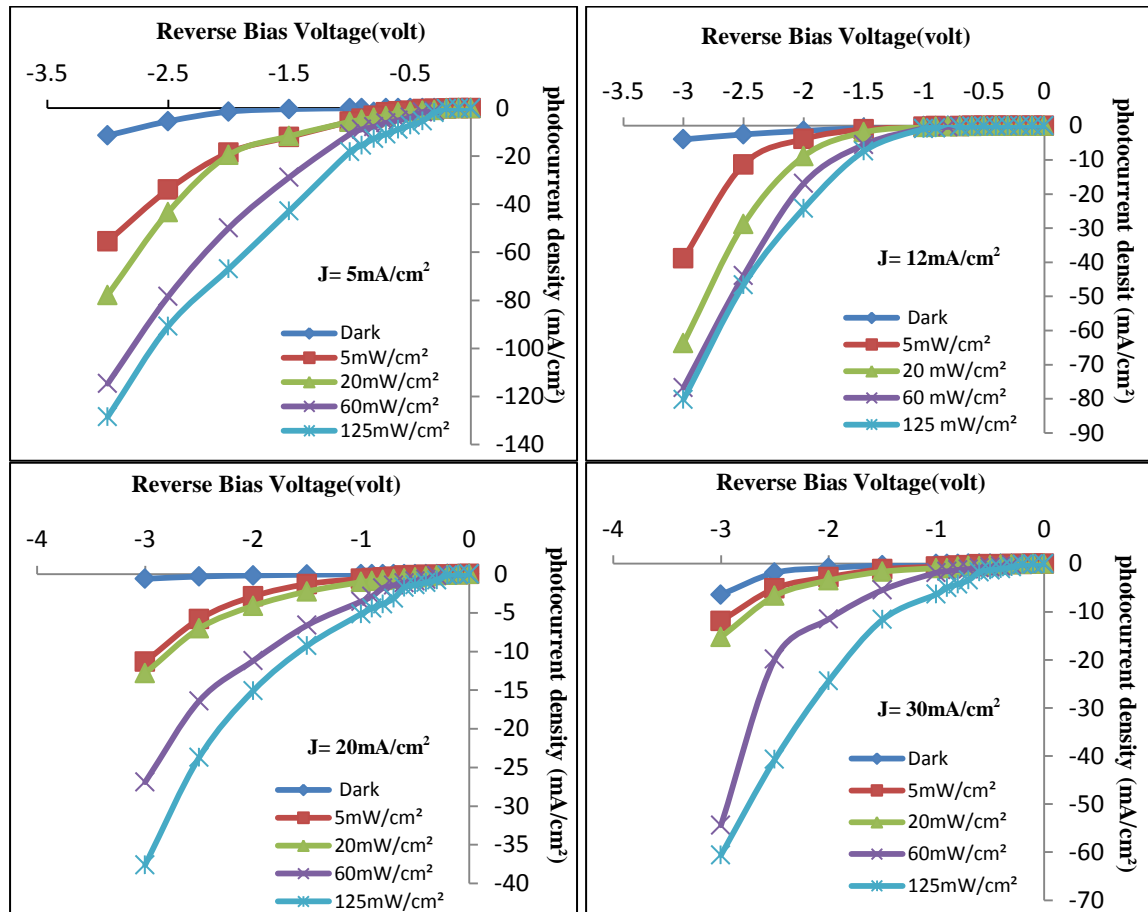 Reverse Bias Voltage(volt)
-3.5 -2.5 -1.5 -0.5
0
-20
-40
-60
-80
-100
-120
-140
photocurrent density (mA/cm²)
J= 5mA/cm²
Dark
5mW/cm²
20mW/cm²
60mW/cm²
125mW/cm²
Reverse Bias Voltage(volt)
-3.5 -3 -2.5 -2 -1.5 -1 -0.5 0
0
-10
-20
-30
-40
-50
-60
-70
-80
-90
photocurrent densit (mA/cm²)
J= 12mA/cm²
Dark
5mW/cm²
20 mW/cm²
60 mW/cm²
125 mW/cm²
Reverse Bias Voltage(volt)
-4 -3 -2 -1 0
0
-5
-10
-15
-20
-25
-30
-35
-40
photocurrent density (mA/cm²)
J= 20mA/cm²
Dark
5mW/cm²
20mW/cm²
60mW/cm²
125mW/cm²
Reverse Bias Voltage(volt)
-4 -3 -2 -1 0
0
-10
-20
-30
-40
-50
-60
-70
photocurrent density (mA/cm²)
J= 30mA/cm²
Dark
5mW/cm²
20mW/cm²
60mW/cm²
125mW/cm²